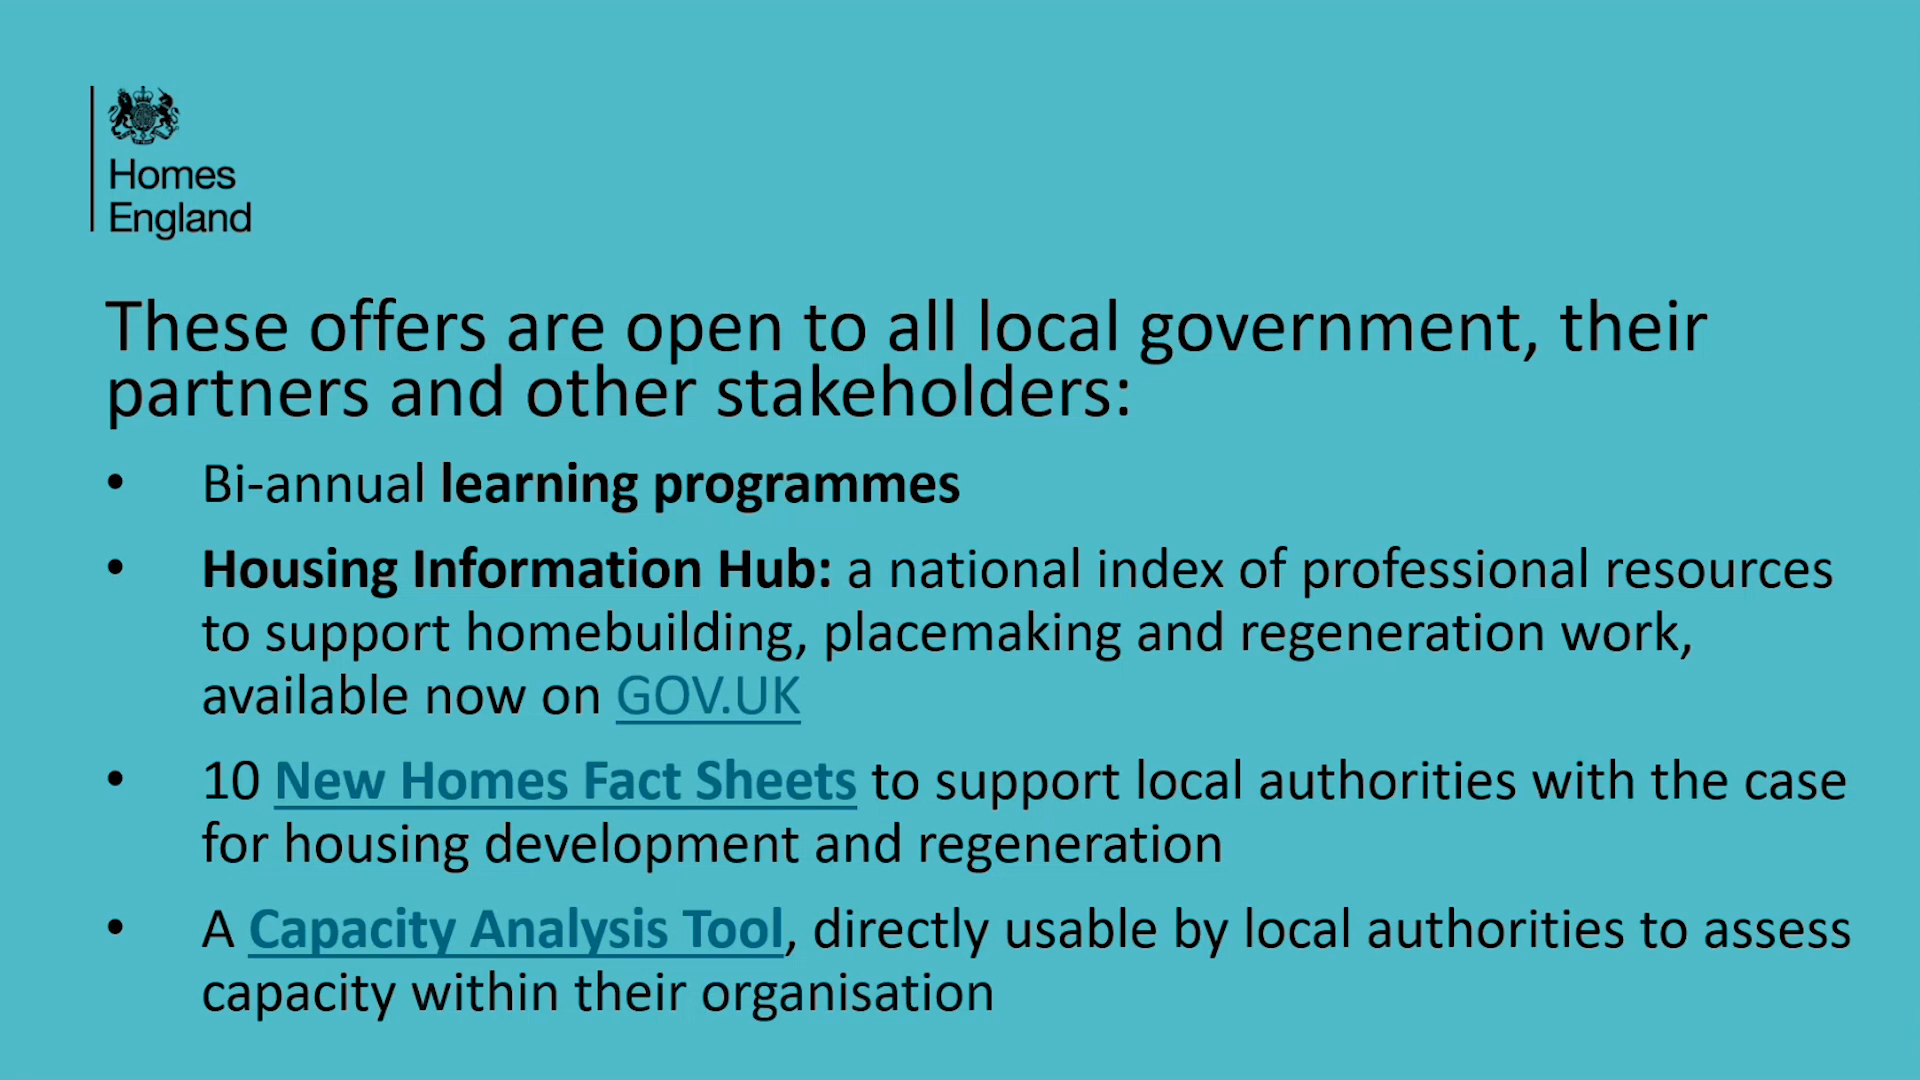 Homes
England
These offers are open to all local government, their
partners and other stakeholders:
• Bi-annual learning programmes
• Housing Information Hub: a national index of professional resources
to support homebuilding, placemaking and regeneration work,
available now on GOV.UK
• 10 New Homes Fact Sheets to support local authorities with the case
for housing development and regeneration
• A Capacity Analysis Tool, directly usable by local authorities to assess
capacity within their organisation